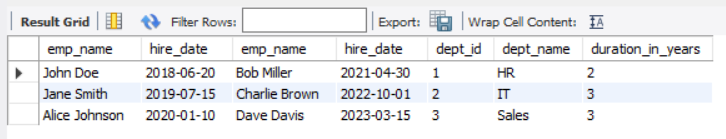 Result Grid Filter Rows: Export: Wrap Cell Content: IA
emp_name hire_date emp_name hire_date dept_id dept_name duration_in_years
John Doe 2018-06-20 Bob Miller 2021-04-30 1 HR 2
Jane Smith 2019-07-15 Charlie Brown 2022-10-01 2 IT 3
Alice Johnson 2020-01-10 Dave Davis 2023-03-15 3 Sales 3